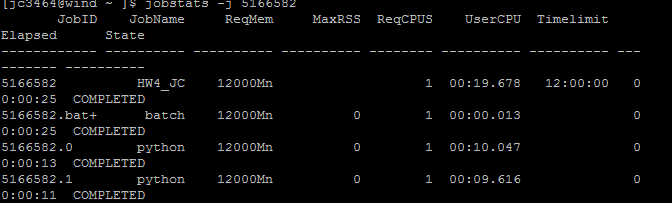 [jc3464@wind ~ ]$ jobstats -j 5166582
JobID JobName ReqMem MaxRSS ReqCPUS UserCPU Timelimit
Elapsed State
------------ ---------- ---------- ---------- -------- ---------- ---------- ---
------- ----------
5166582 HW4_JC 12000Mn 1 00:19.678 12:00:00 0
0:00:25 COMPLETED
5166582.bat+ batch 12000Mn 0 1 00:00.013 0
0:00:25 COMPLETED
5166582.0 python 12000Mn 0 1 00:10.047 0
0:00:13 COMPLETED
5166582.1 python 12000Mn 0 1 00:09.616 0
0:00:11 COMPLETED